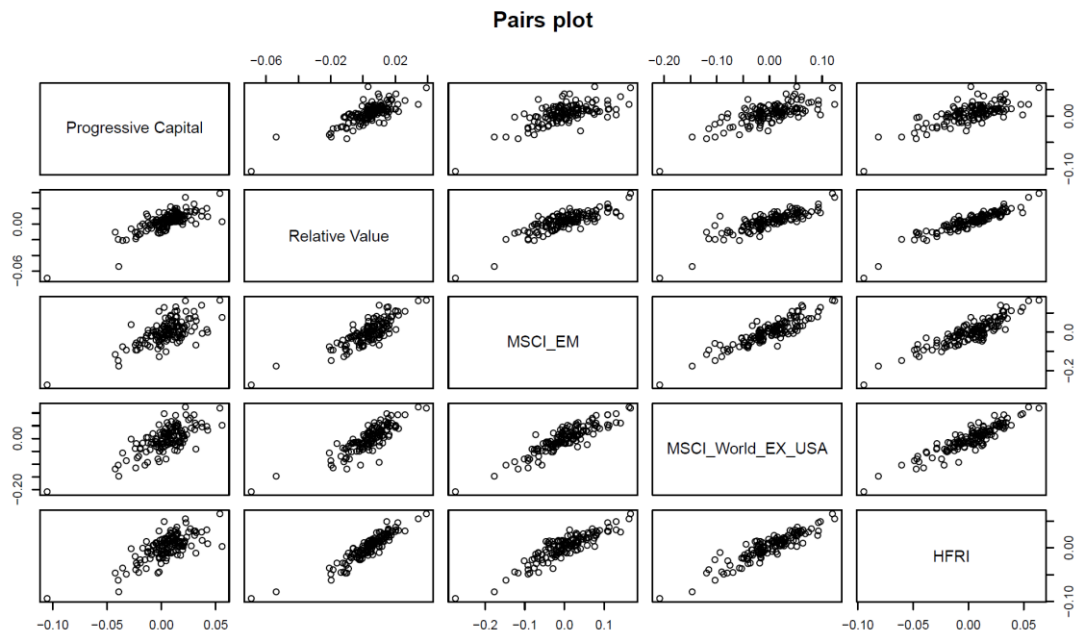 Pairs plot
−0.06 −0.02 0.02 −0.20 −0.10 0.00 0.10
Progressive Capital
−0.10 0.00
0.00 −0.06
Relative Value
MSCI_EM
−0.2 0.0
0.00 −0.20
MSCI_World_EX_USA
HFRI
−0.10 0.00
−0.10 −0.05 0.00 0.05 −0.2 −0.1 0.0 0.1 −0.10 −0.05 0.00 0.05